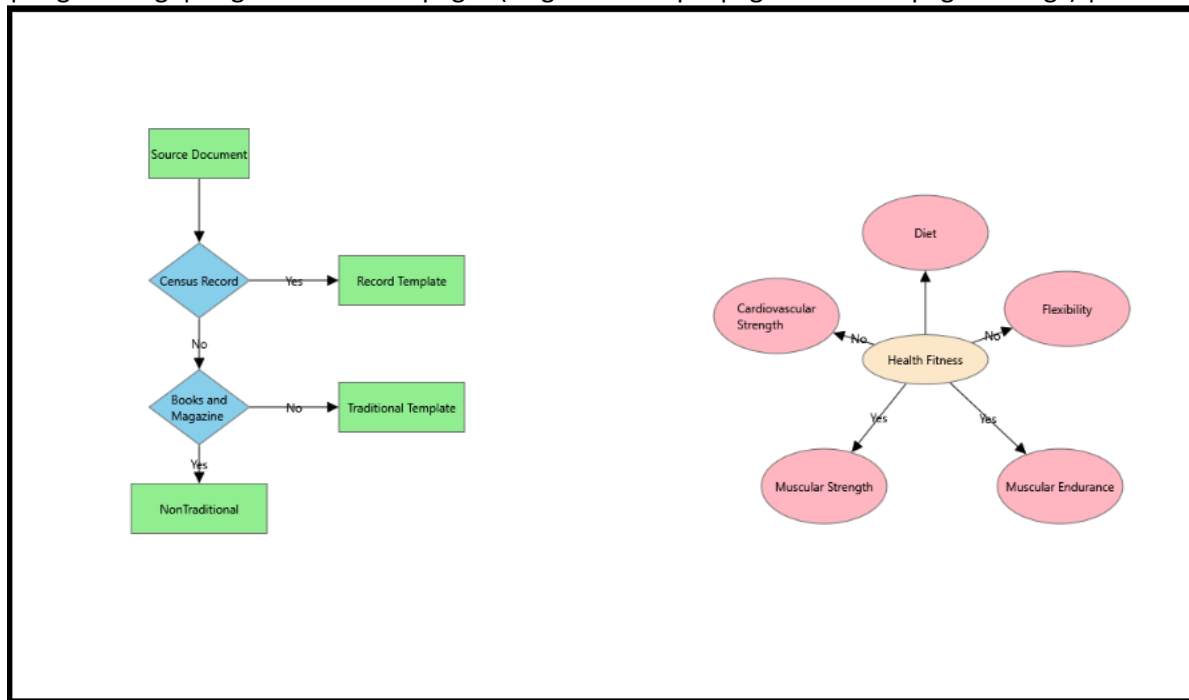 Source Document
Census Record
Yes
Record Template
No
Books and
Magazine
No
Traditional Template
Yes
NonTraditional
Diet
Cardiovascular
Strength
Flexibility
No
No
Health Fitness
Yes
Yes
Muscular Strength
Muscular Endurance